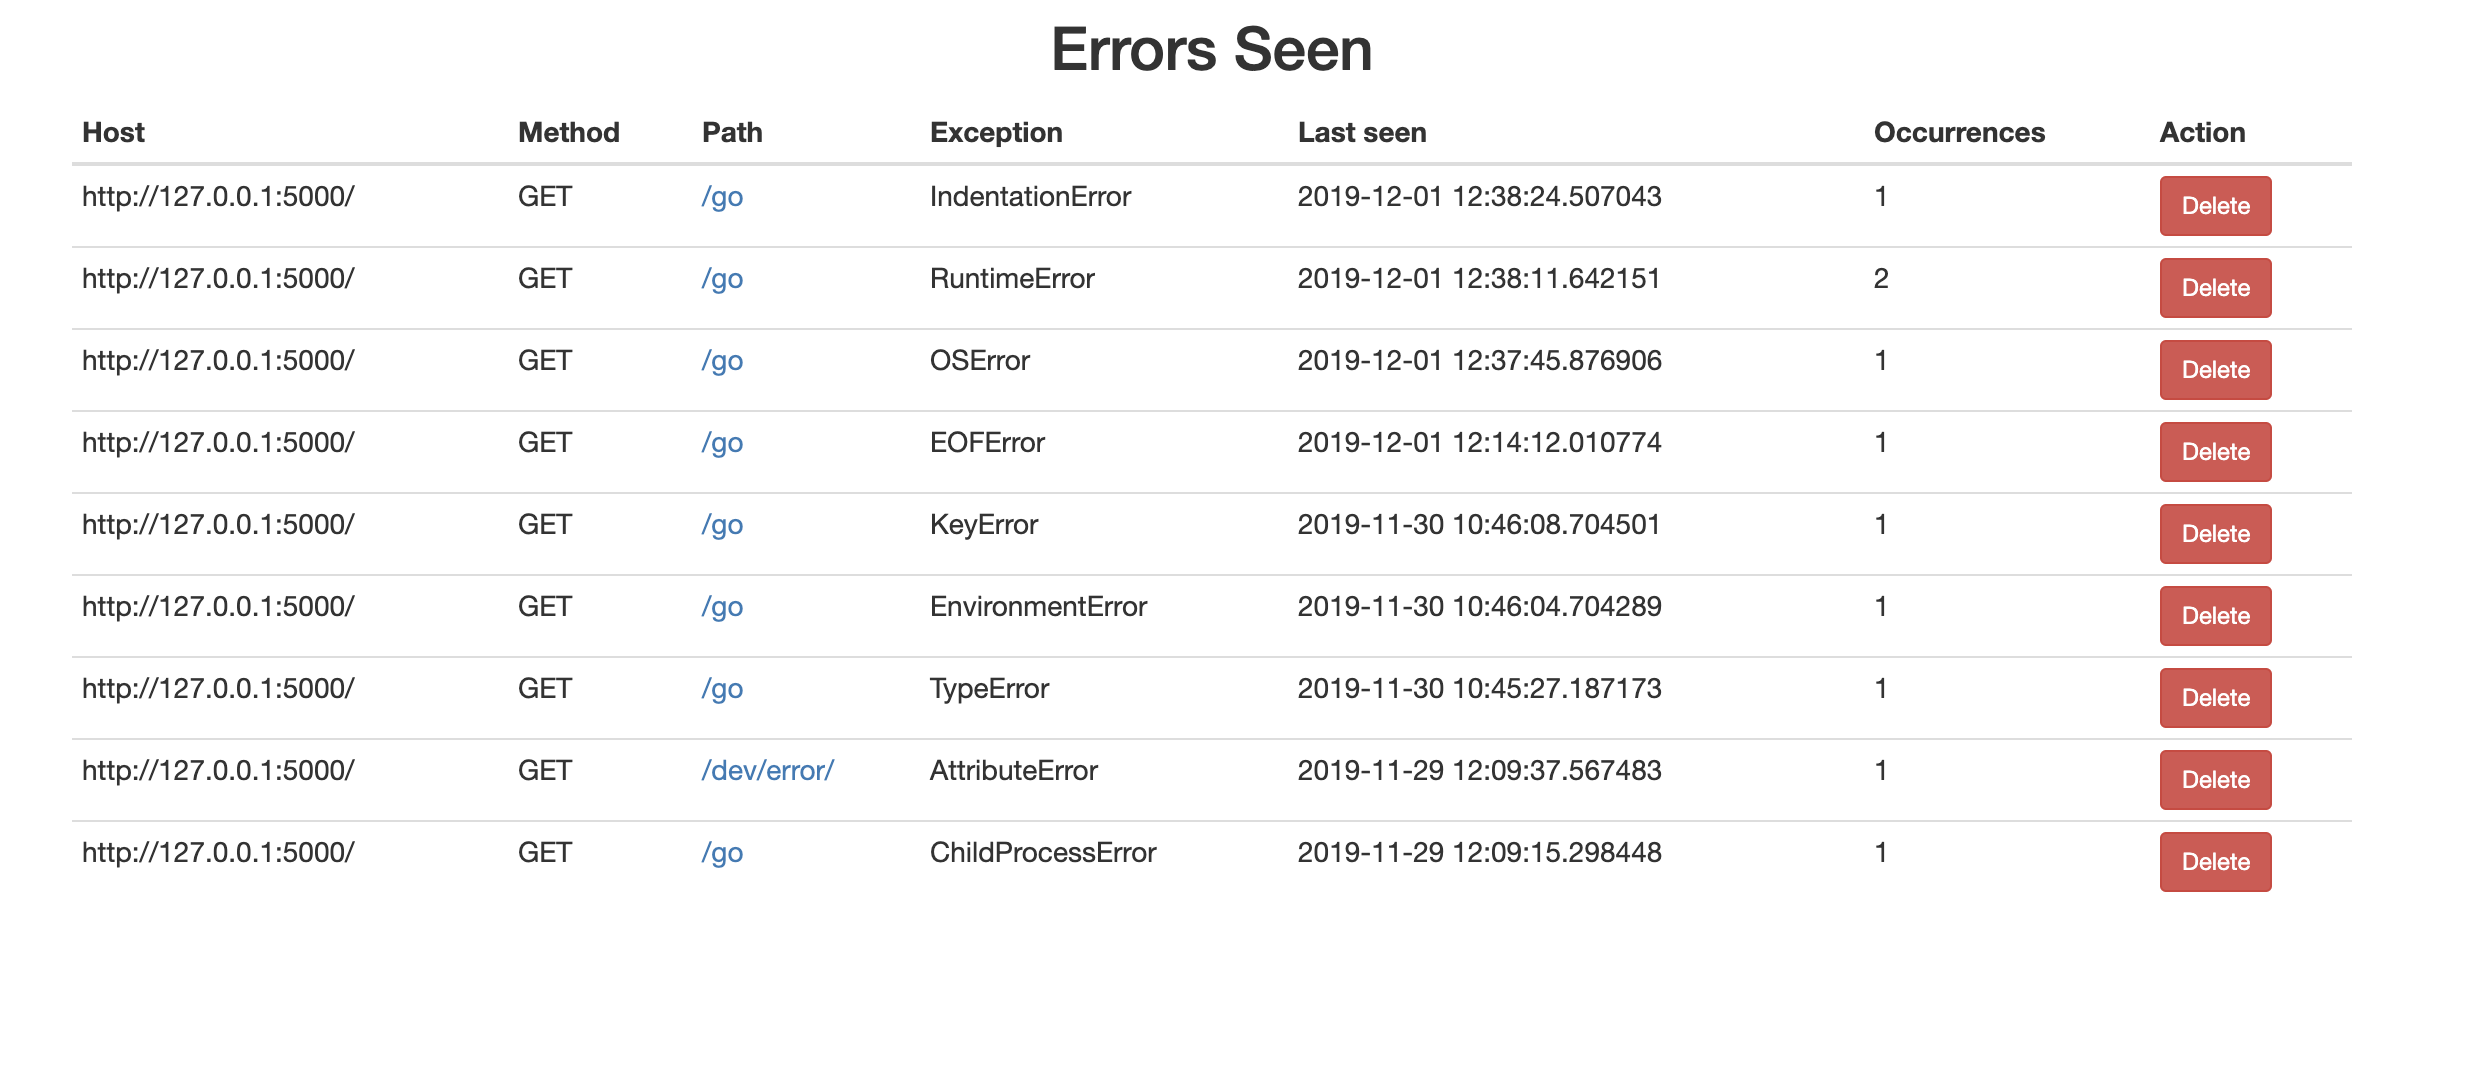 Errors Seen
Host Method Path Exception Last seen Occurrences Action
http://127.0.0.1:5000/ GET /go IndentationError 2019-12-01 12:38:24.507043 1 Delete
http://127.0.0.1:5000/ GET /go RuntimeError 2019-12-01 12:38:11.642151 2 Delete
http://127.0.0.1:5000/ GET /go OSError 2019-12-01 12:37:45.876906 1 Delete
http://127.0.0.1:5000/ GET /go EOFError 2019-12-01 12:14:12.010774 1 Delete
http://127.0.0.1:5000/ GET /go KeyError 2019-11-30 10:46:08.704501 1 Delete
http://127.0.0.1:5000/ GET /go EnvironmentError 2019-11-30 10:46:04.704289 1 Delete
http://127.0.0.1:5000/ GET /go TypeError 2019-11-30 10:45:27.187173 1 Delete
http://127.0.0.1:5000/ GET /dev/error/ AttributeError 2019-11-29 12:09:37.567483 1 Delete
http://127.0.0.1:5000/ GET /go ChildProcessError 2019-11-29 12:09:15.298448 1 Delete